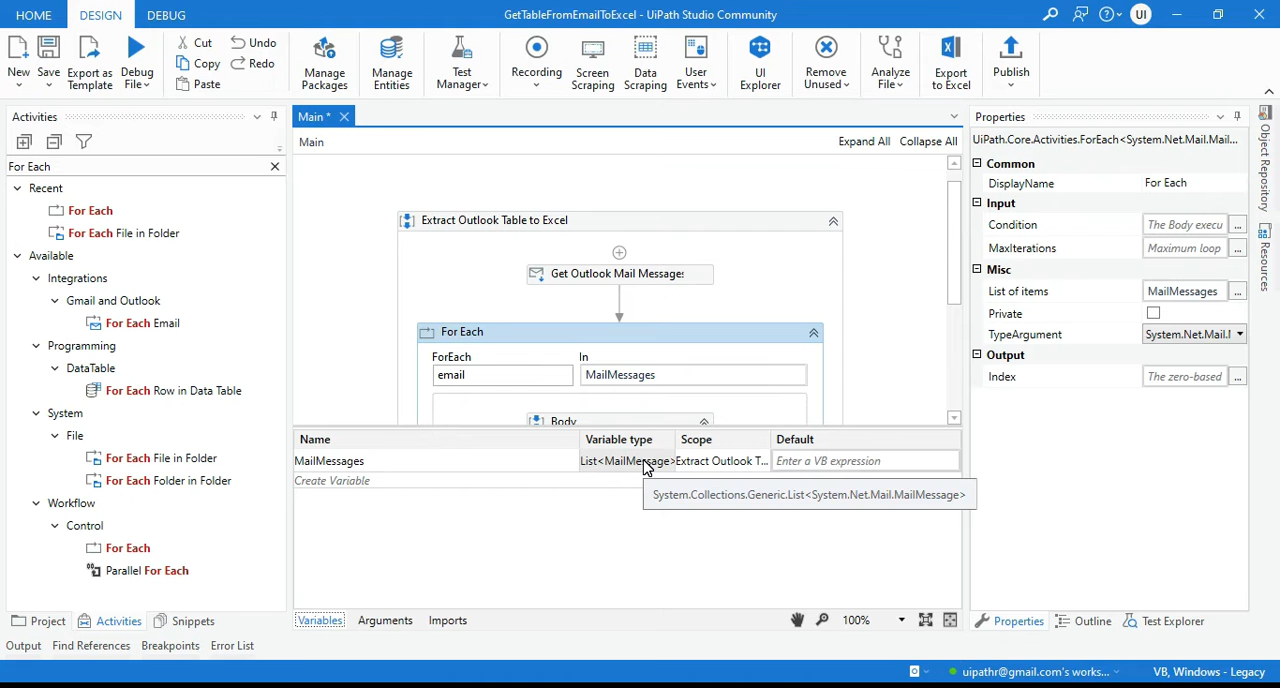 HOME DESIGN DEBUG GetTableFromEmailToExcel - UiPath Studio Community UI
New Save Export as Template Debug File Cut Copy Paste Undo Redo Manage Packages Manage Entities Test Manager Recording Screen Scraping Data Scraping User Events UI Explorer Remove Unused Analyze File Export to Excel Publish
Activities
For Each
Recent
For Each
For Each File in Folder
Available
Integrations
Gmail and Outlook
For Each Email
Programming
DataTable
For Each Row in Data Table
System
File
For Each File in Folder
For Each Folder in Folder
Workflow
Control
For Each
Parallel For Each
Project Activities Snippets
Main *
Main Expand All Collapse All
Extract Outlook Table to Excel
Get Outlook Mail Messages
For Each
ForEach In
email MailMessages
Body
Name Variable type Scope Default
MailMessages List<MailMessage> Extract Outlook T... Enter a VB expression
Create Variable
System.Collections.Generic.List<System.Net.Mail.MailMessage>
Variables Arguments Imports 100%
Properties
UiPath.Core.Activities.ForEach<System.Net.Mail.Mail...
Common
DisplayName For Each
Input
Condition The Body execu ...
MaxIterations Maximum loop ...
Misc
List of items MailMessages ...
Private
TypeArgument System.Net.Mail.
Output
Index The zero-based ...
Properties Outline Test Explorer
Object Repository
Resources
Output Find References Breakpoints Error List
uipathr@gmail.com's works... VB, Windows - Legacy